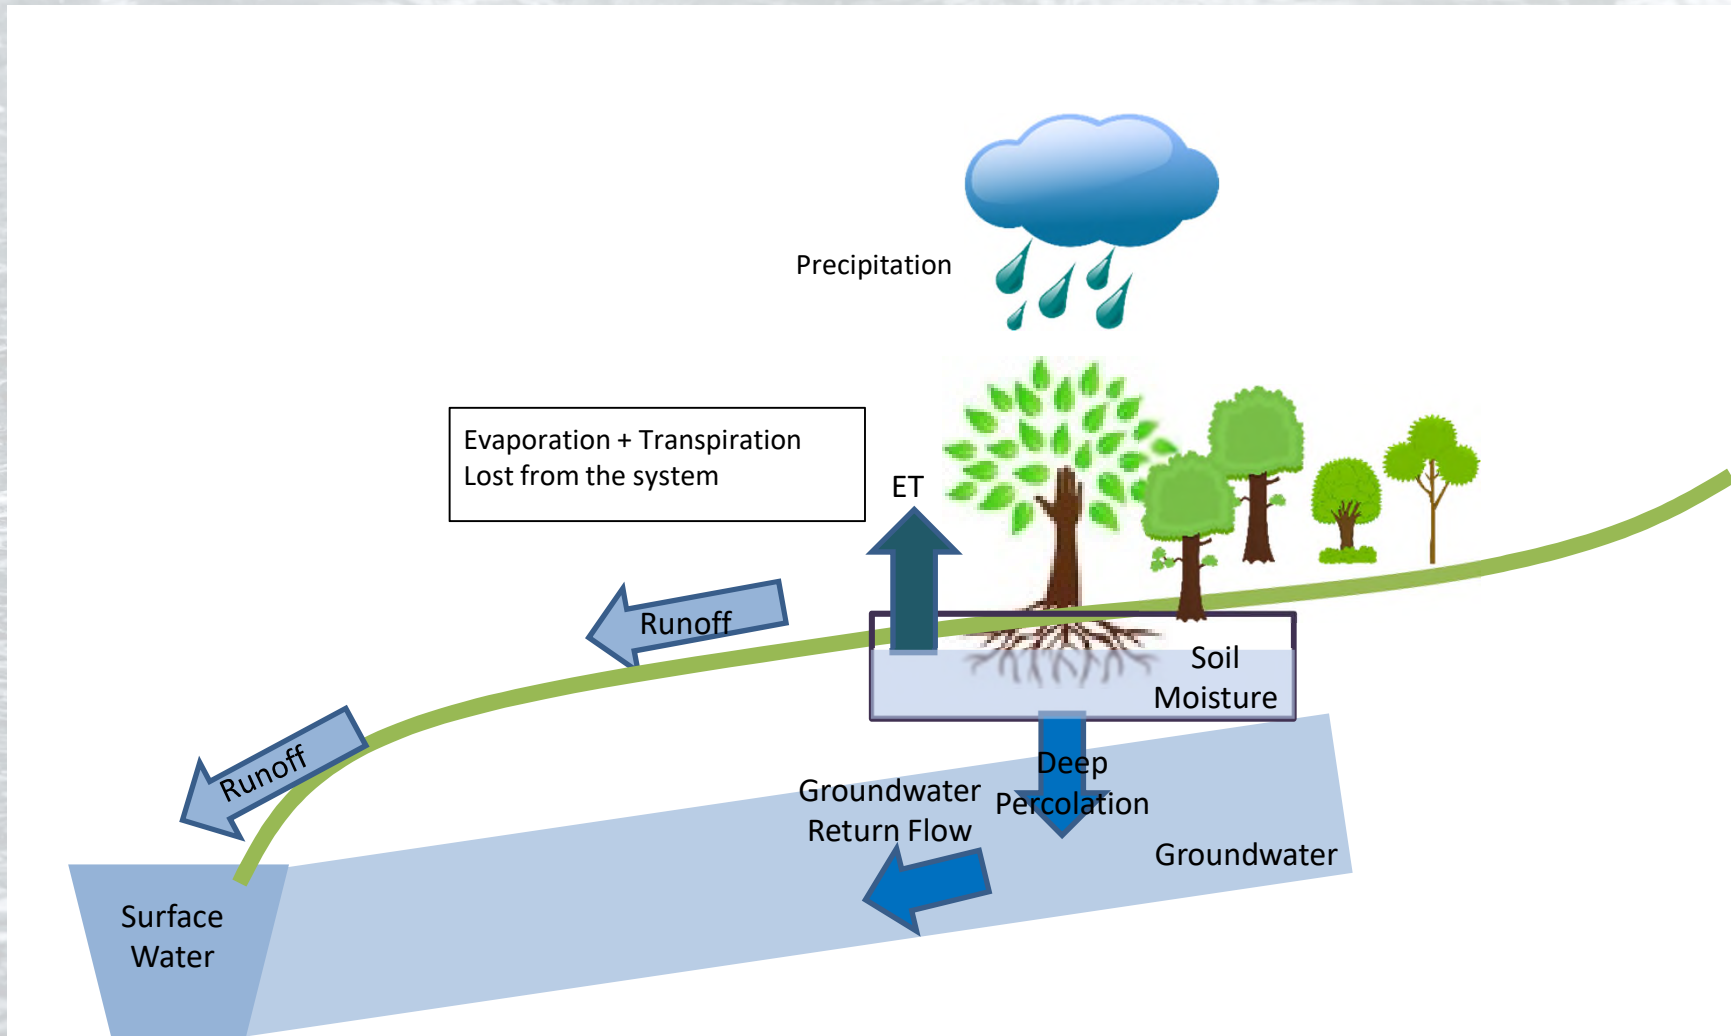 Precipitation
Evaporation + Transpiration
Lost from the system
ET
Runoff
Soil
Moisture
Runoff
Deep
Percolation
Groundwater
Return Flow
Groundwater
Surface
Water